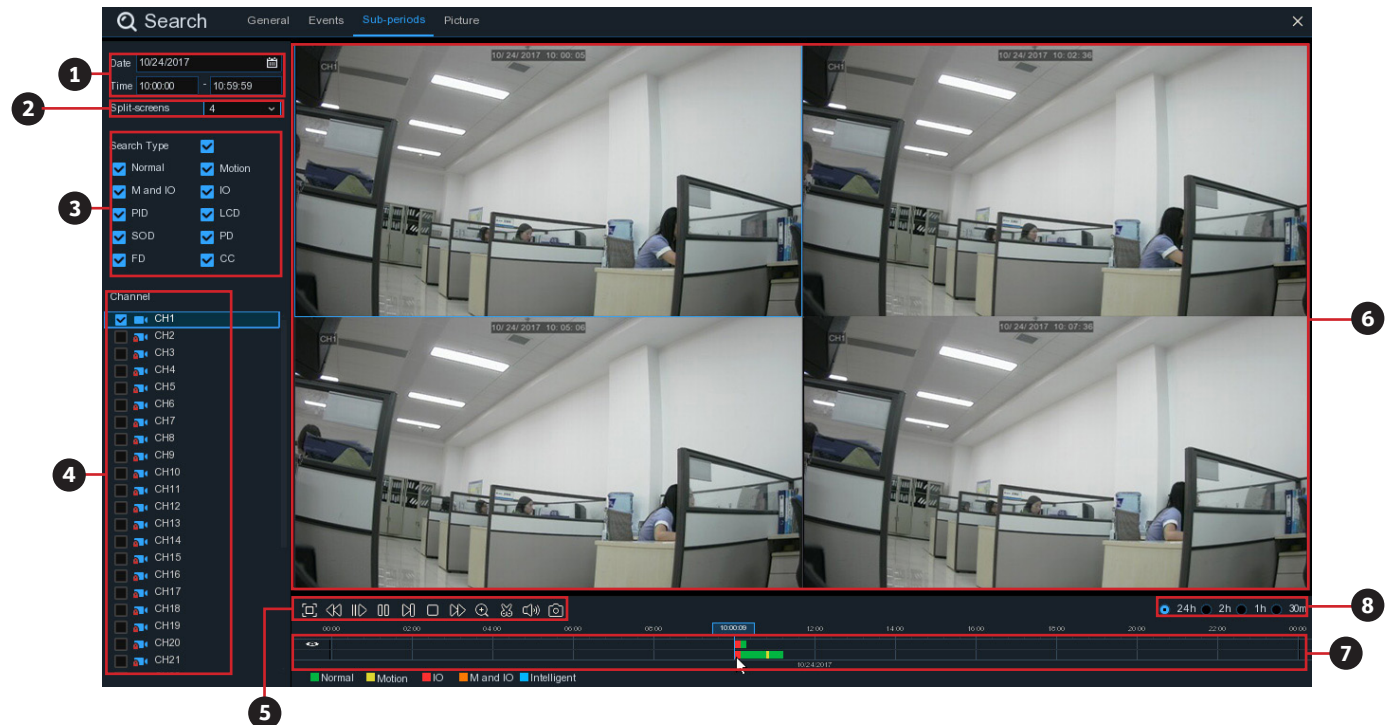 Search General Events Sub-periods Picture
1
Date 10/24/2017
Time 10:00:00 - 10:59:59
2
Split-screens 4
3
Search Type
Normal Motion
M and IO IO
PID LCD
SOD PD
FD CC
4
Channel
CH1
CH2
CH3
CH4
CH5
CH6
CH7
CH8
CH9
CH10
CH11
CH12
CH13
CH14
CH15
CH16
CH17
CH18
CH19
CH20
CH21
10/24/2017 10:00:05
CH1
10/24/2017 10:02:36
CH1
10/24/2017 10:05:06
CH1
10/24/2017 10:07:36
CH1
6
5
24h 2h 1h 30m
8
00:00 02:00 04:00 06:00 08:00 10:00:09 12:00 14:00 16:00 18:00 20:00 22:00 00:00
10/24/2017
7
Normal Motion IO M and IO Intelligent